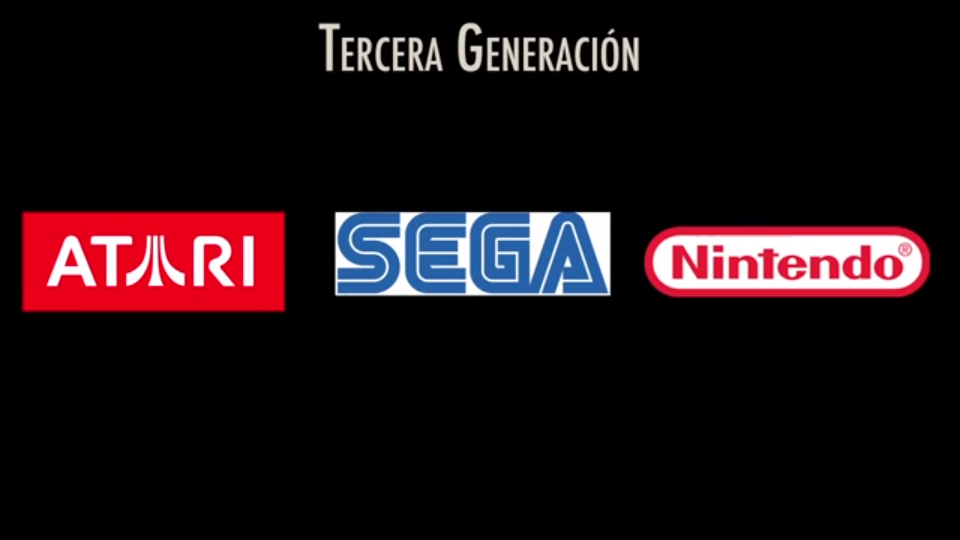 Tercera Generación
ATARI
SEGA
Nintendo®